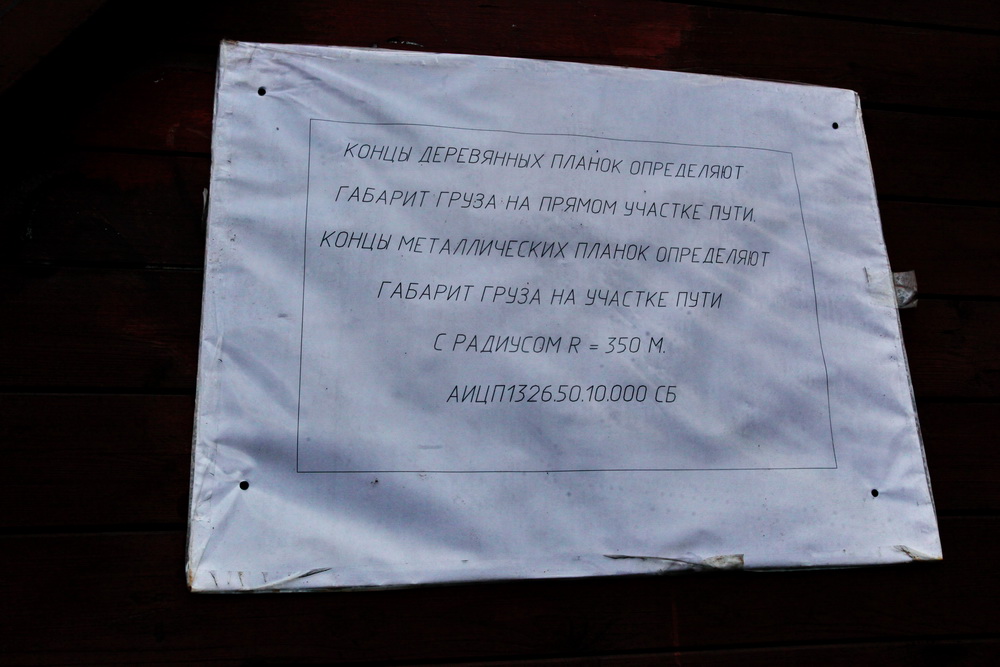 КОНЦЫ ДЕРЕВЯННЫХ ПЛАНОК ОПРЕДЕЛЯЮТ
ГАБАРИТ ГРУЗА НА ПРЯМОМ УЧАСТКЕ ПУТИ.
КОНЦЫ МЕТАЛЛИЧЕСКИХ ПЛАНОК ОПРЕДЕЛЯЮТ
ГАБАРИТ ГРУЗА НА УЧАСТКЕ ПУТИ
С РАДИУСОМ R = 350 М.
АИЦП1326.50.10.000 СБ